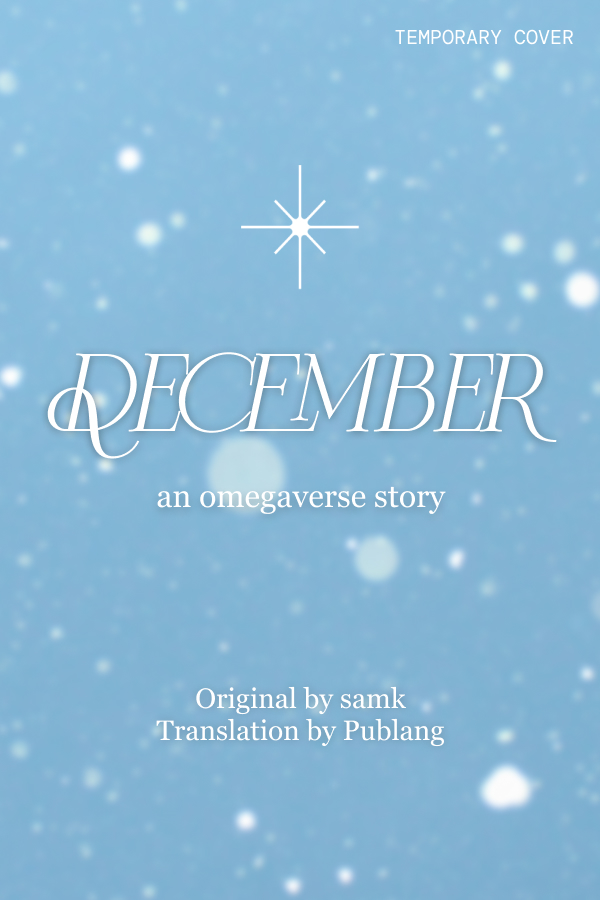 TEMPORARY COVER
DECEMBER
an omegaverse story
Original by samk
Translation by Publang